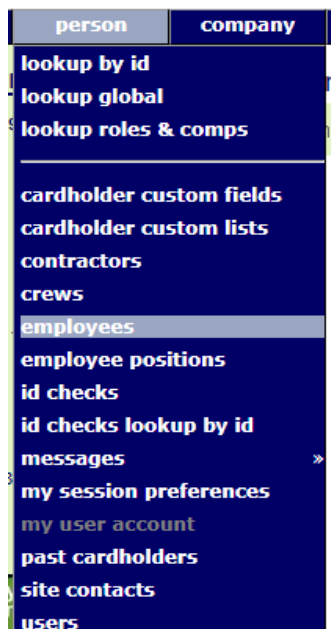 person company
lookup by id
lookup global
lookup roles & comps
cardholder custom fields
cardholder custom lists
contractors
crews
employees
employee positions
id checks
id checks lookup by id
messages »
my session preferences
my user account
past cardholders
site contacts
users